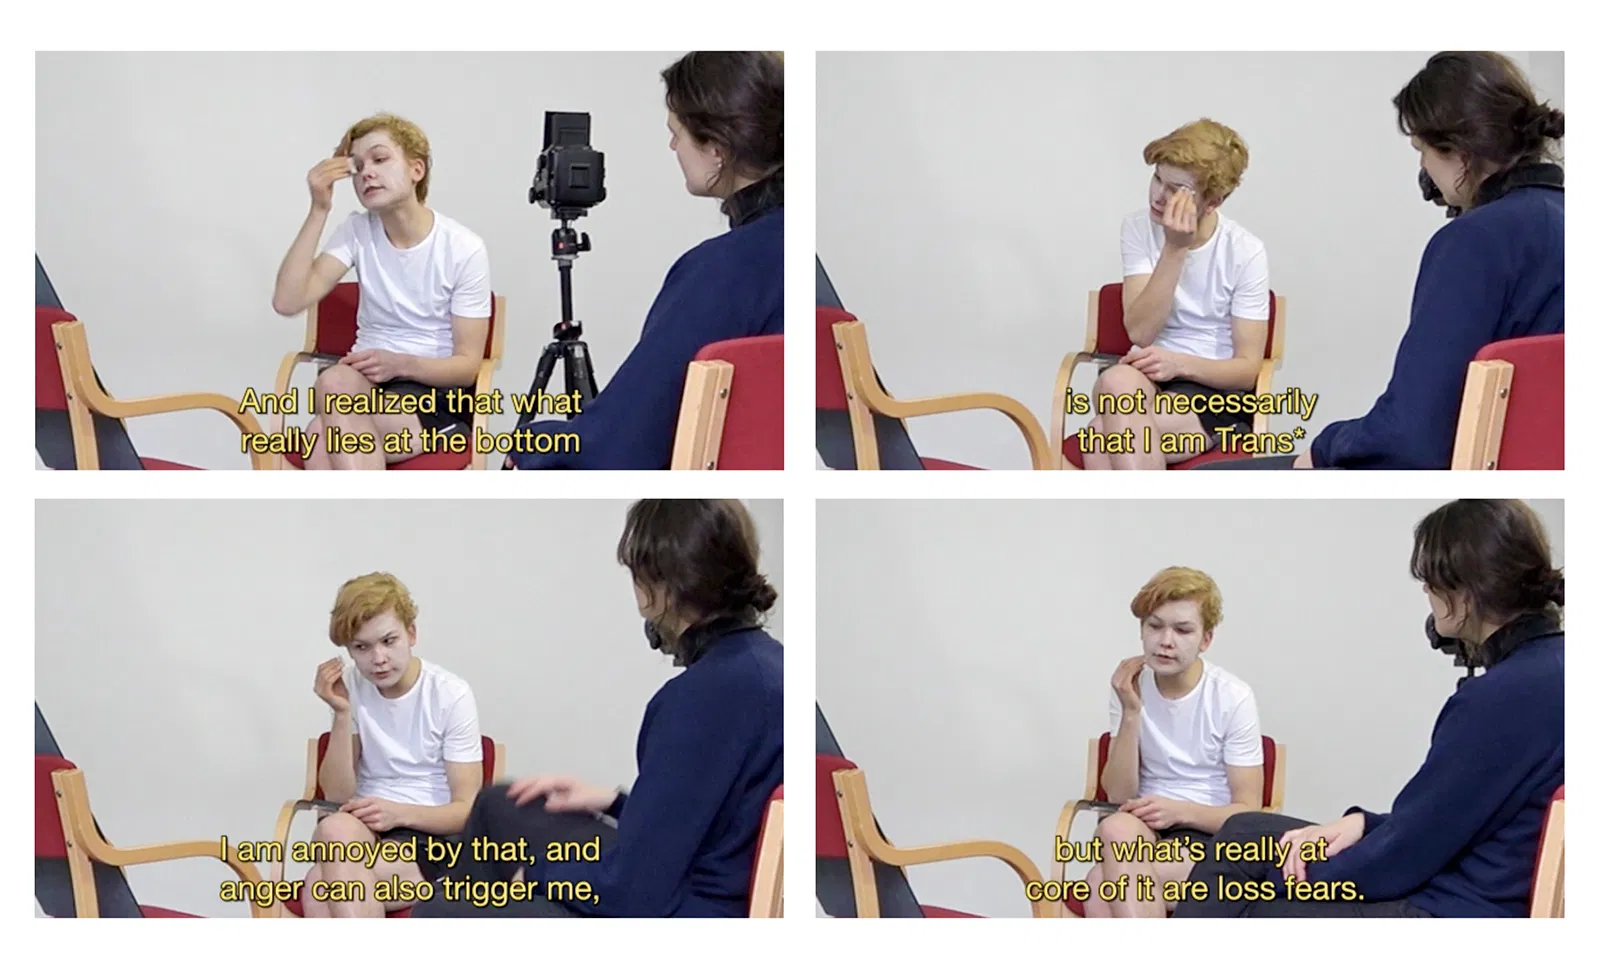 And I realized that what
really lies at the bottom
is not necessarily
that I am Trans*
I am annoyed by that, and
anger can also trigger me,
but what's really at
core of it are loss fears.